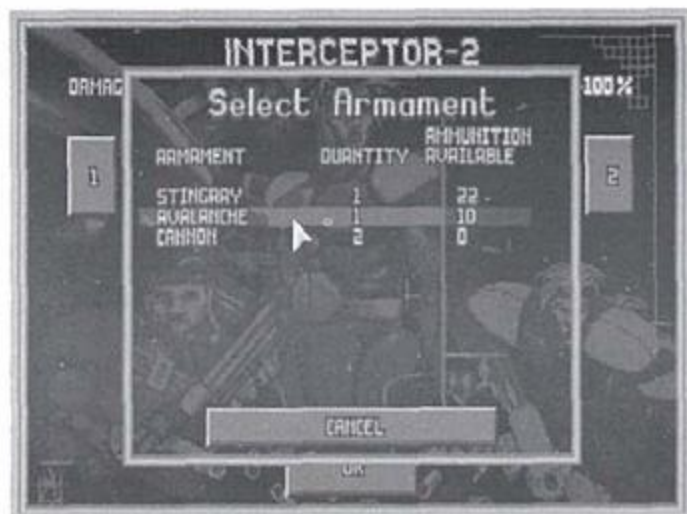 INTERCEPTOR-2
DAMAG
100%
Select Armament
ARMAMENT QUANTITY AMMUNITION AVAILABLE
1
2
STINGRAY 1 22
AVALANCHE 1 10
CANNON 2 0
CANCEL
OK